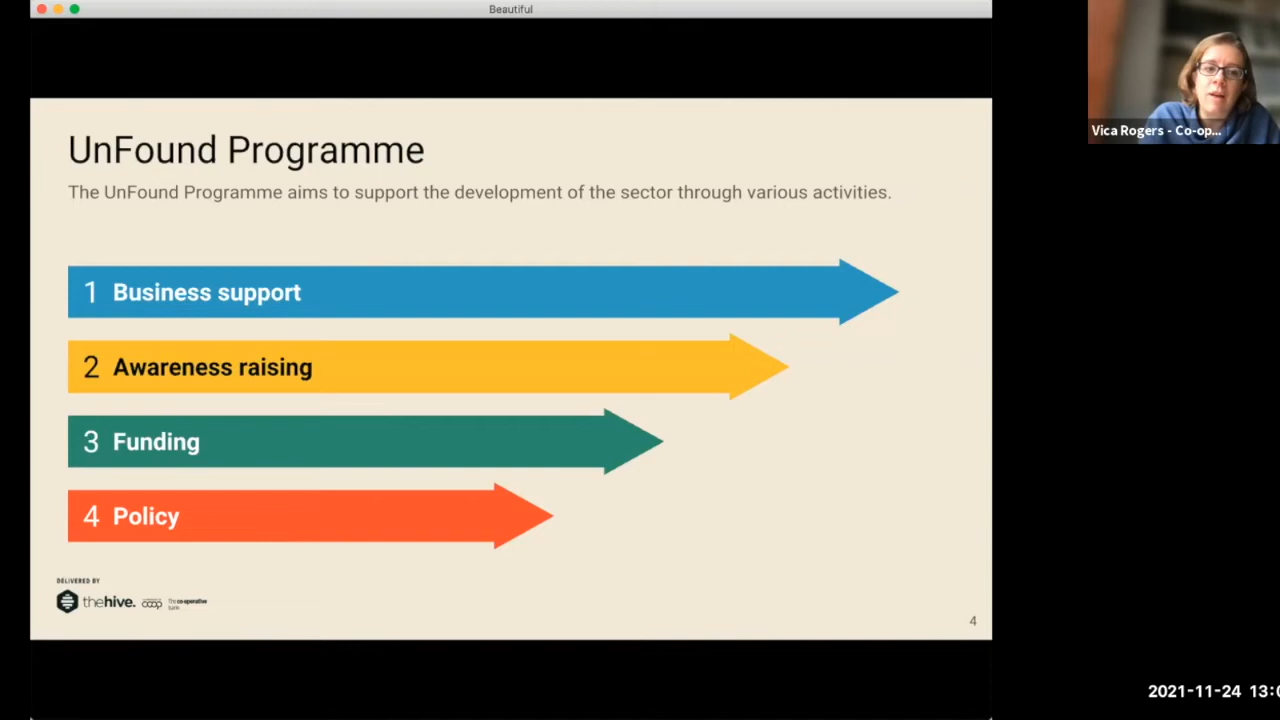 Beautiful
Vica Rogers - Co-op...
UnFound Programme
The UnFound Programme aims to support the development of the sector through various activities.
1 Business support
2 Awareness raising
3 Funding
4 Policy
DELIVERED BY
thehive.
coop
The co-operative
bank
4
2021-11-24 13:0